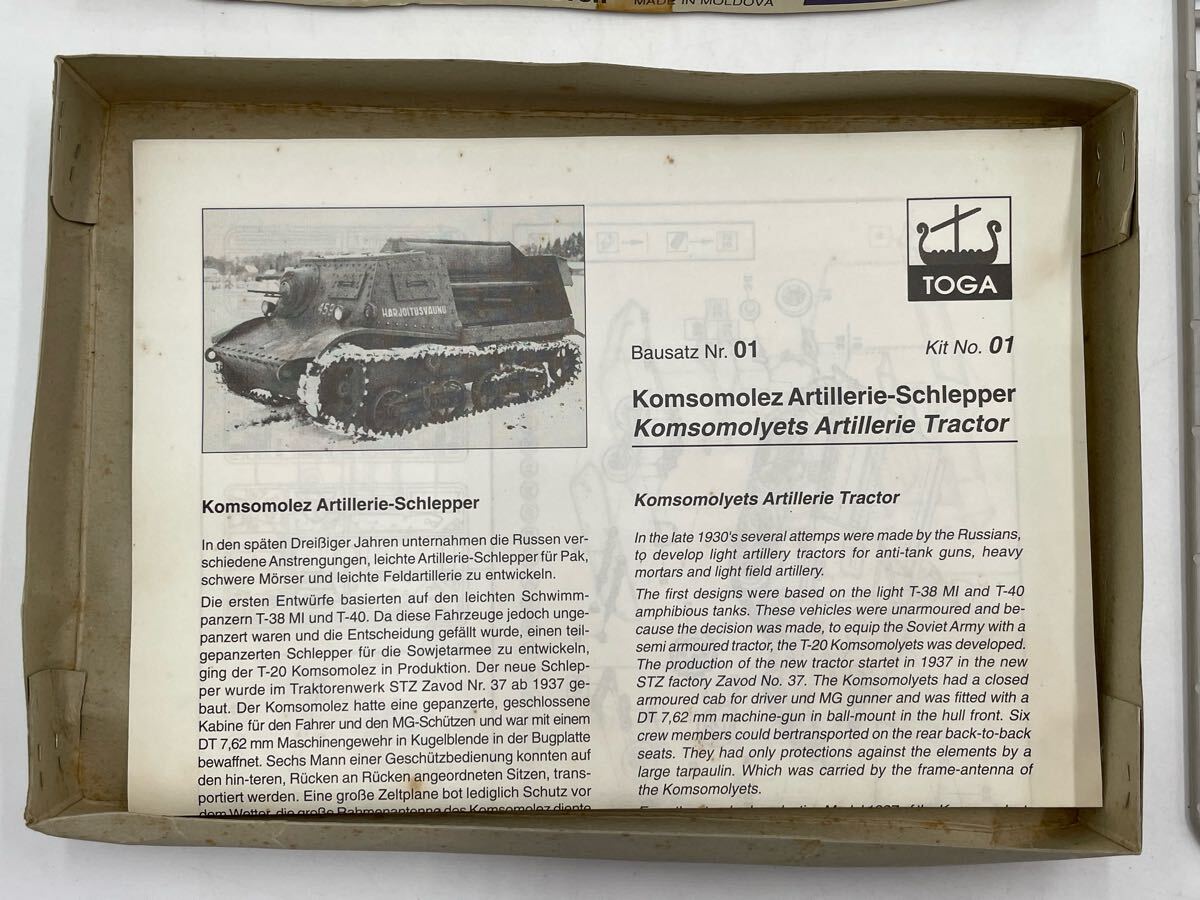 MADE IN MOLDOVA
459
HARJOITUSVAUNU
TOGA
Bausatz Nr. 01
Kit No. 01
Komsomolez Artillerie-Schlepper
Komsomolyets Artillerie Tractor
Komsomolez Artillerie-Schlepper
In den späten Dreißiger Jahren unternahmen die Russen ver-
schiedene Anstrengungen, leichte Artillerie-Schlepper für Pak,
schwere Mörser und leichte Feldartillerie zu entwickeln.
Die ersten Entwürfe basierten auf den leichten Schwimm-
panzern T-38 MI und T-40. Da diese Fahrzeuge jedoch unge-
panzert waren und die Entscheidung gefällt wurde, einen teil-
gepanzerten Schlepper für die Sowjetarmee zu entwickeln,
ging der T-20 Komsomolez in Produktion. Der neue Schlep-
per wurde im Traktorenwerk STZ Zavod Nr. 37 ab 1937 ge-
baut. Der Komsomolez hatte eine gepanzerte, geschlossene
Kabine für den Fahrer und den MG-Schützen und war mit einem
DT 7,62 mm Maschinengewehr in Kugelblende in der Bugplatte
bewaffnet. Sechs Mann einer Geschützbedienung konnten auf
den hin-teren, Rücken an Rücken angeordneten Sitzen, trans-
portiert werden. Eine große Zeltplane bot lediglich Schutz vor
dem Wetter, die große Rahmenantenne des Komsomolez diente
Komsomolyets Artillerie Tractor
In the late 1930's several attemps were made by the Russians,
to develop light artillery tractors for anti-tank guns, heavy
mortars and light field artillery.
The first designs were based on the light T-38 MI and T-40
amphibious tanks. These vehicles were unarmoured and be-
cause the decision was made, to equip the Soviet Army with a
semi armoured tractor, the T-20 Komsomolyets was developed.
The production of the new tractor startet in 1937 in the new
STZ factory Zavod No. 37. The Komsomolyets had a closed
armoured cab for driver und MG gunner and was fitted with a
DT 7,62 mm machine-gun in ball-mount in the hull front. Six
crew members could bertransported on the rear back-to-back
seats. They had only protections against the elements by a
large tarpaulin. Which was carried by the frame-antenna of
the Komsomolyets.